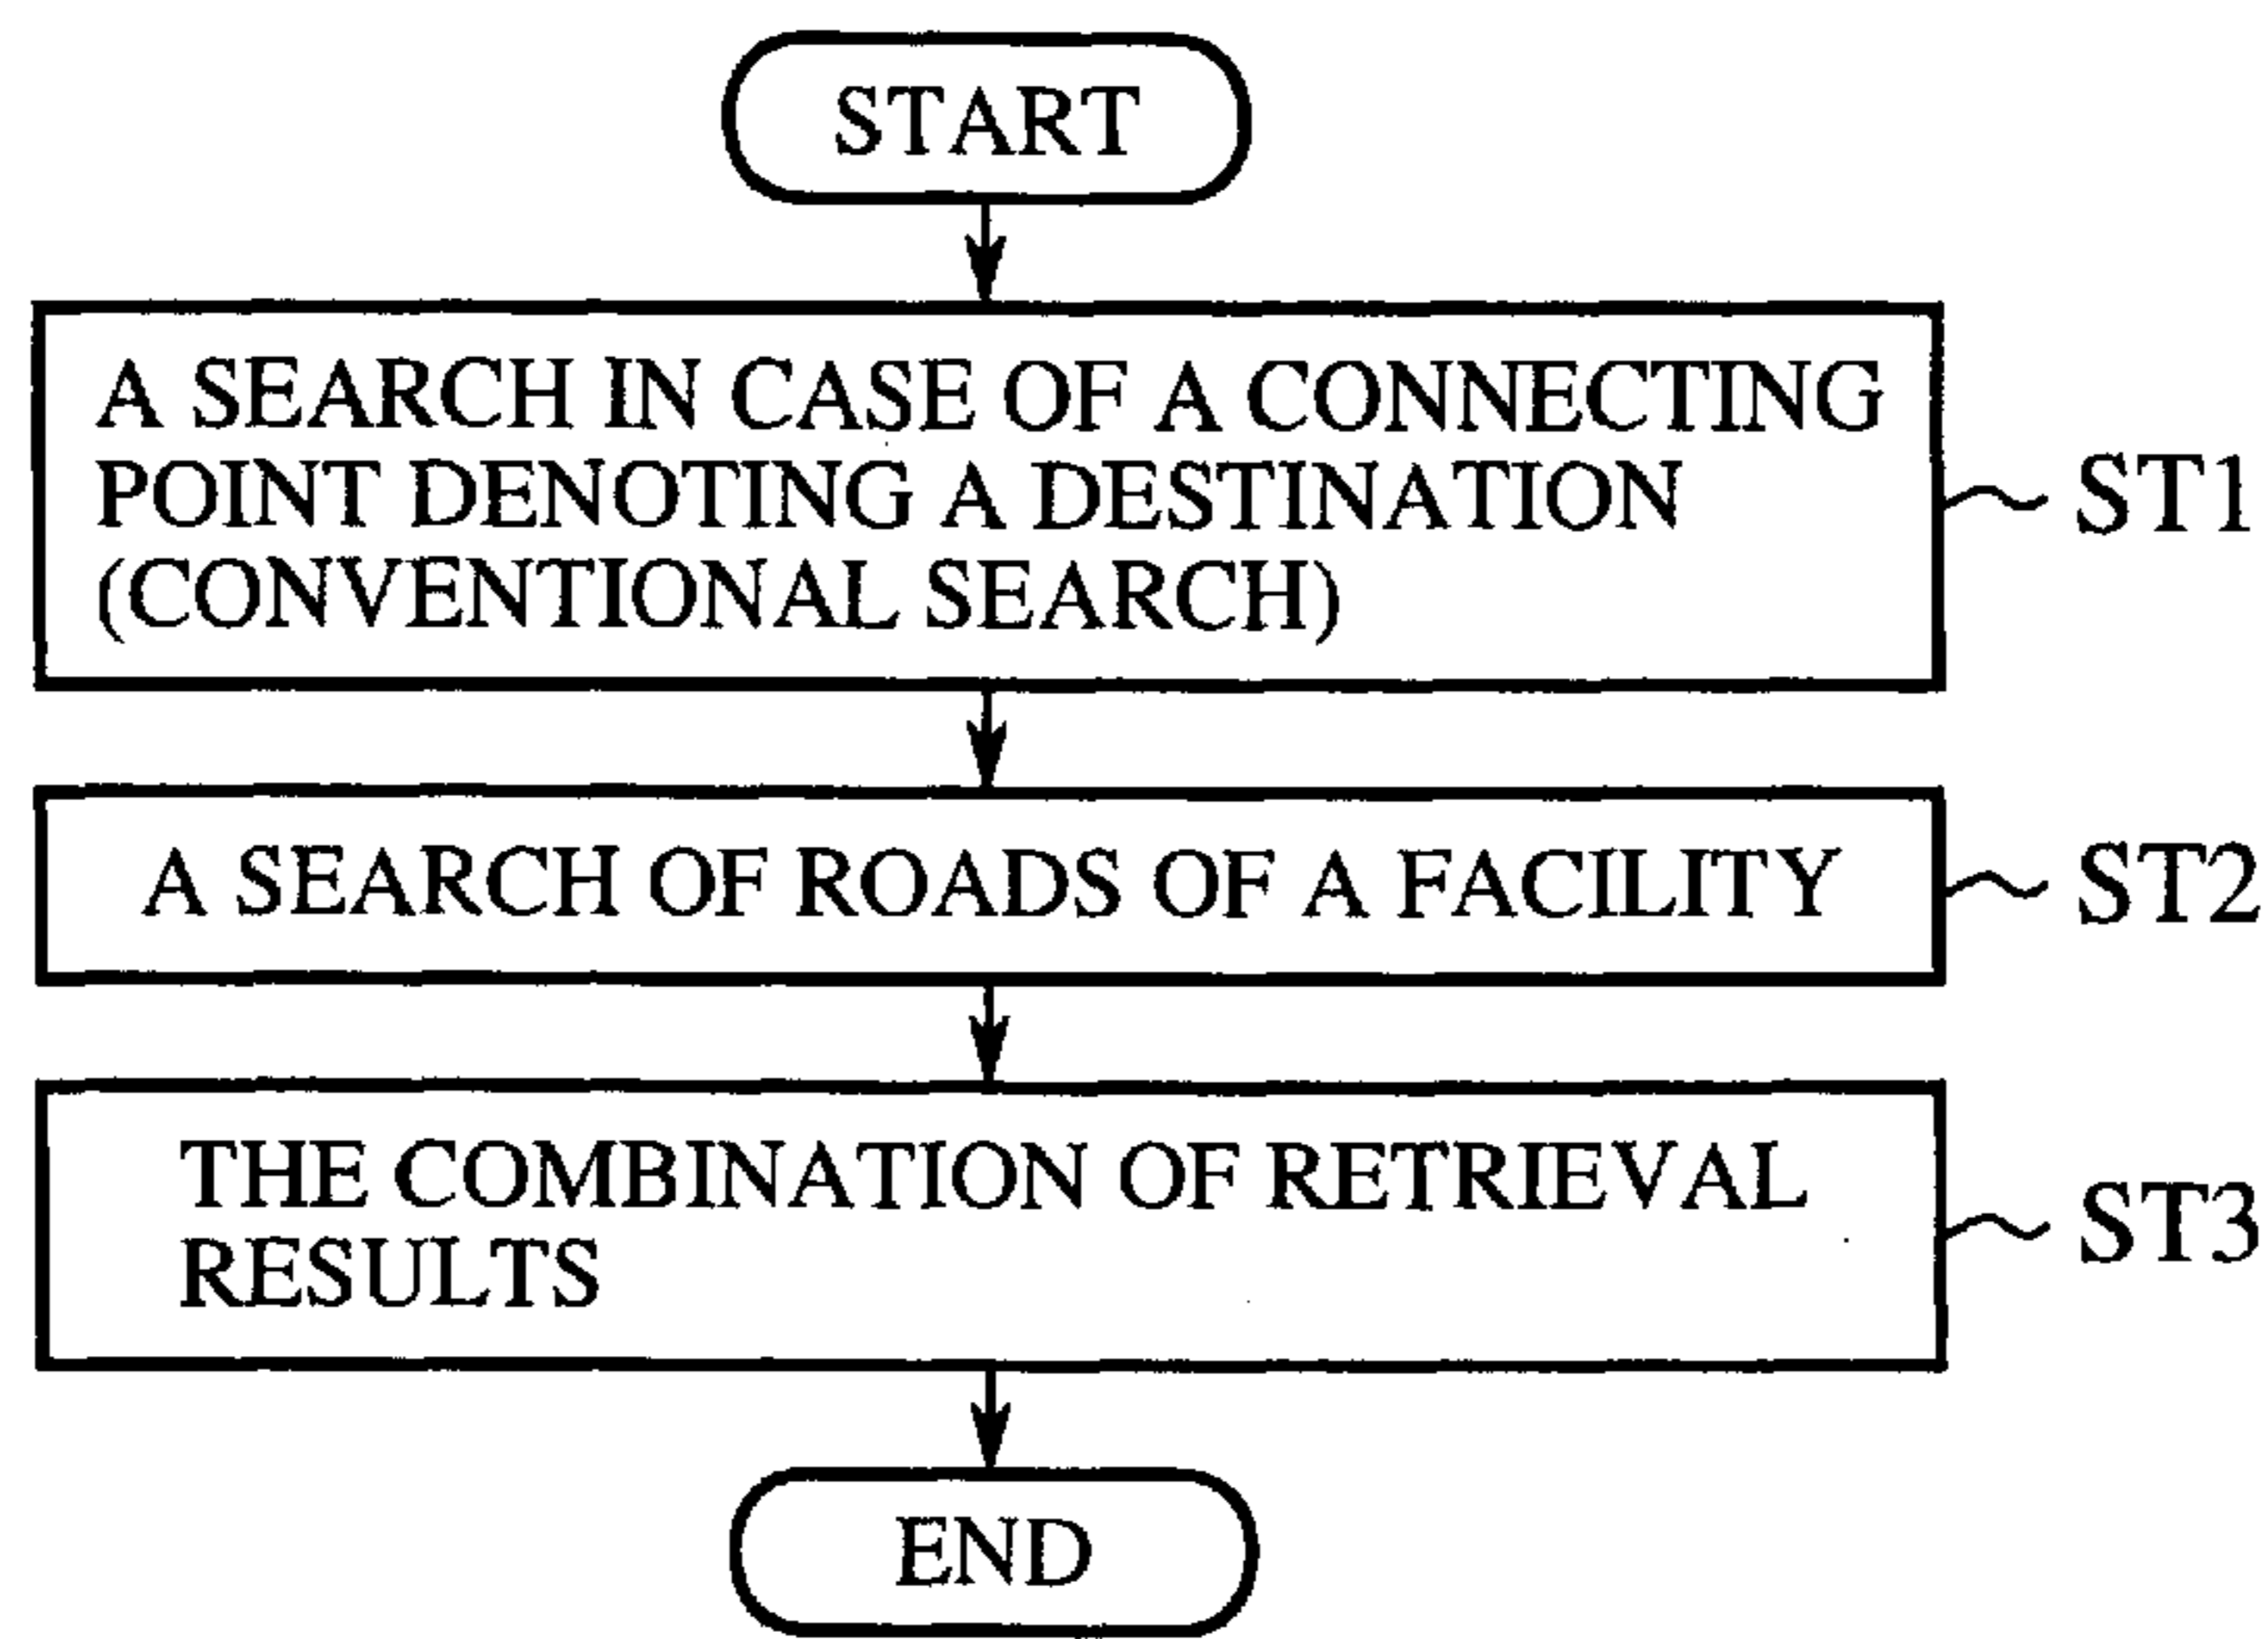 START
A SEARCH IN CASE OF A CONNECTING
POINT DENOTING A DESTINATION
(CONVENTIONAL SEARCH)
ST1
A SEARCH OF ROADS OF A FACILITY
ST2
THE COMBINATION OF RETRIEVAL
RESULTS
ST3
END